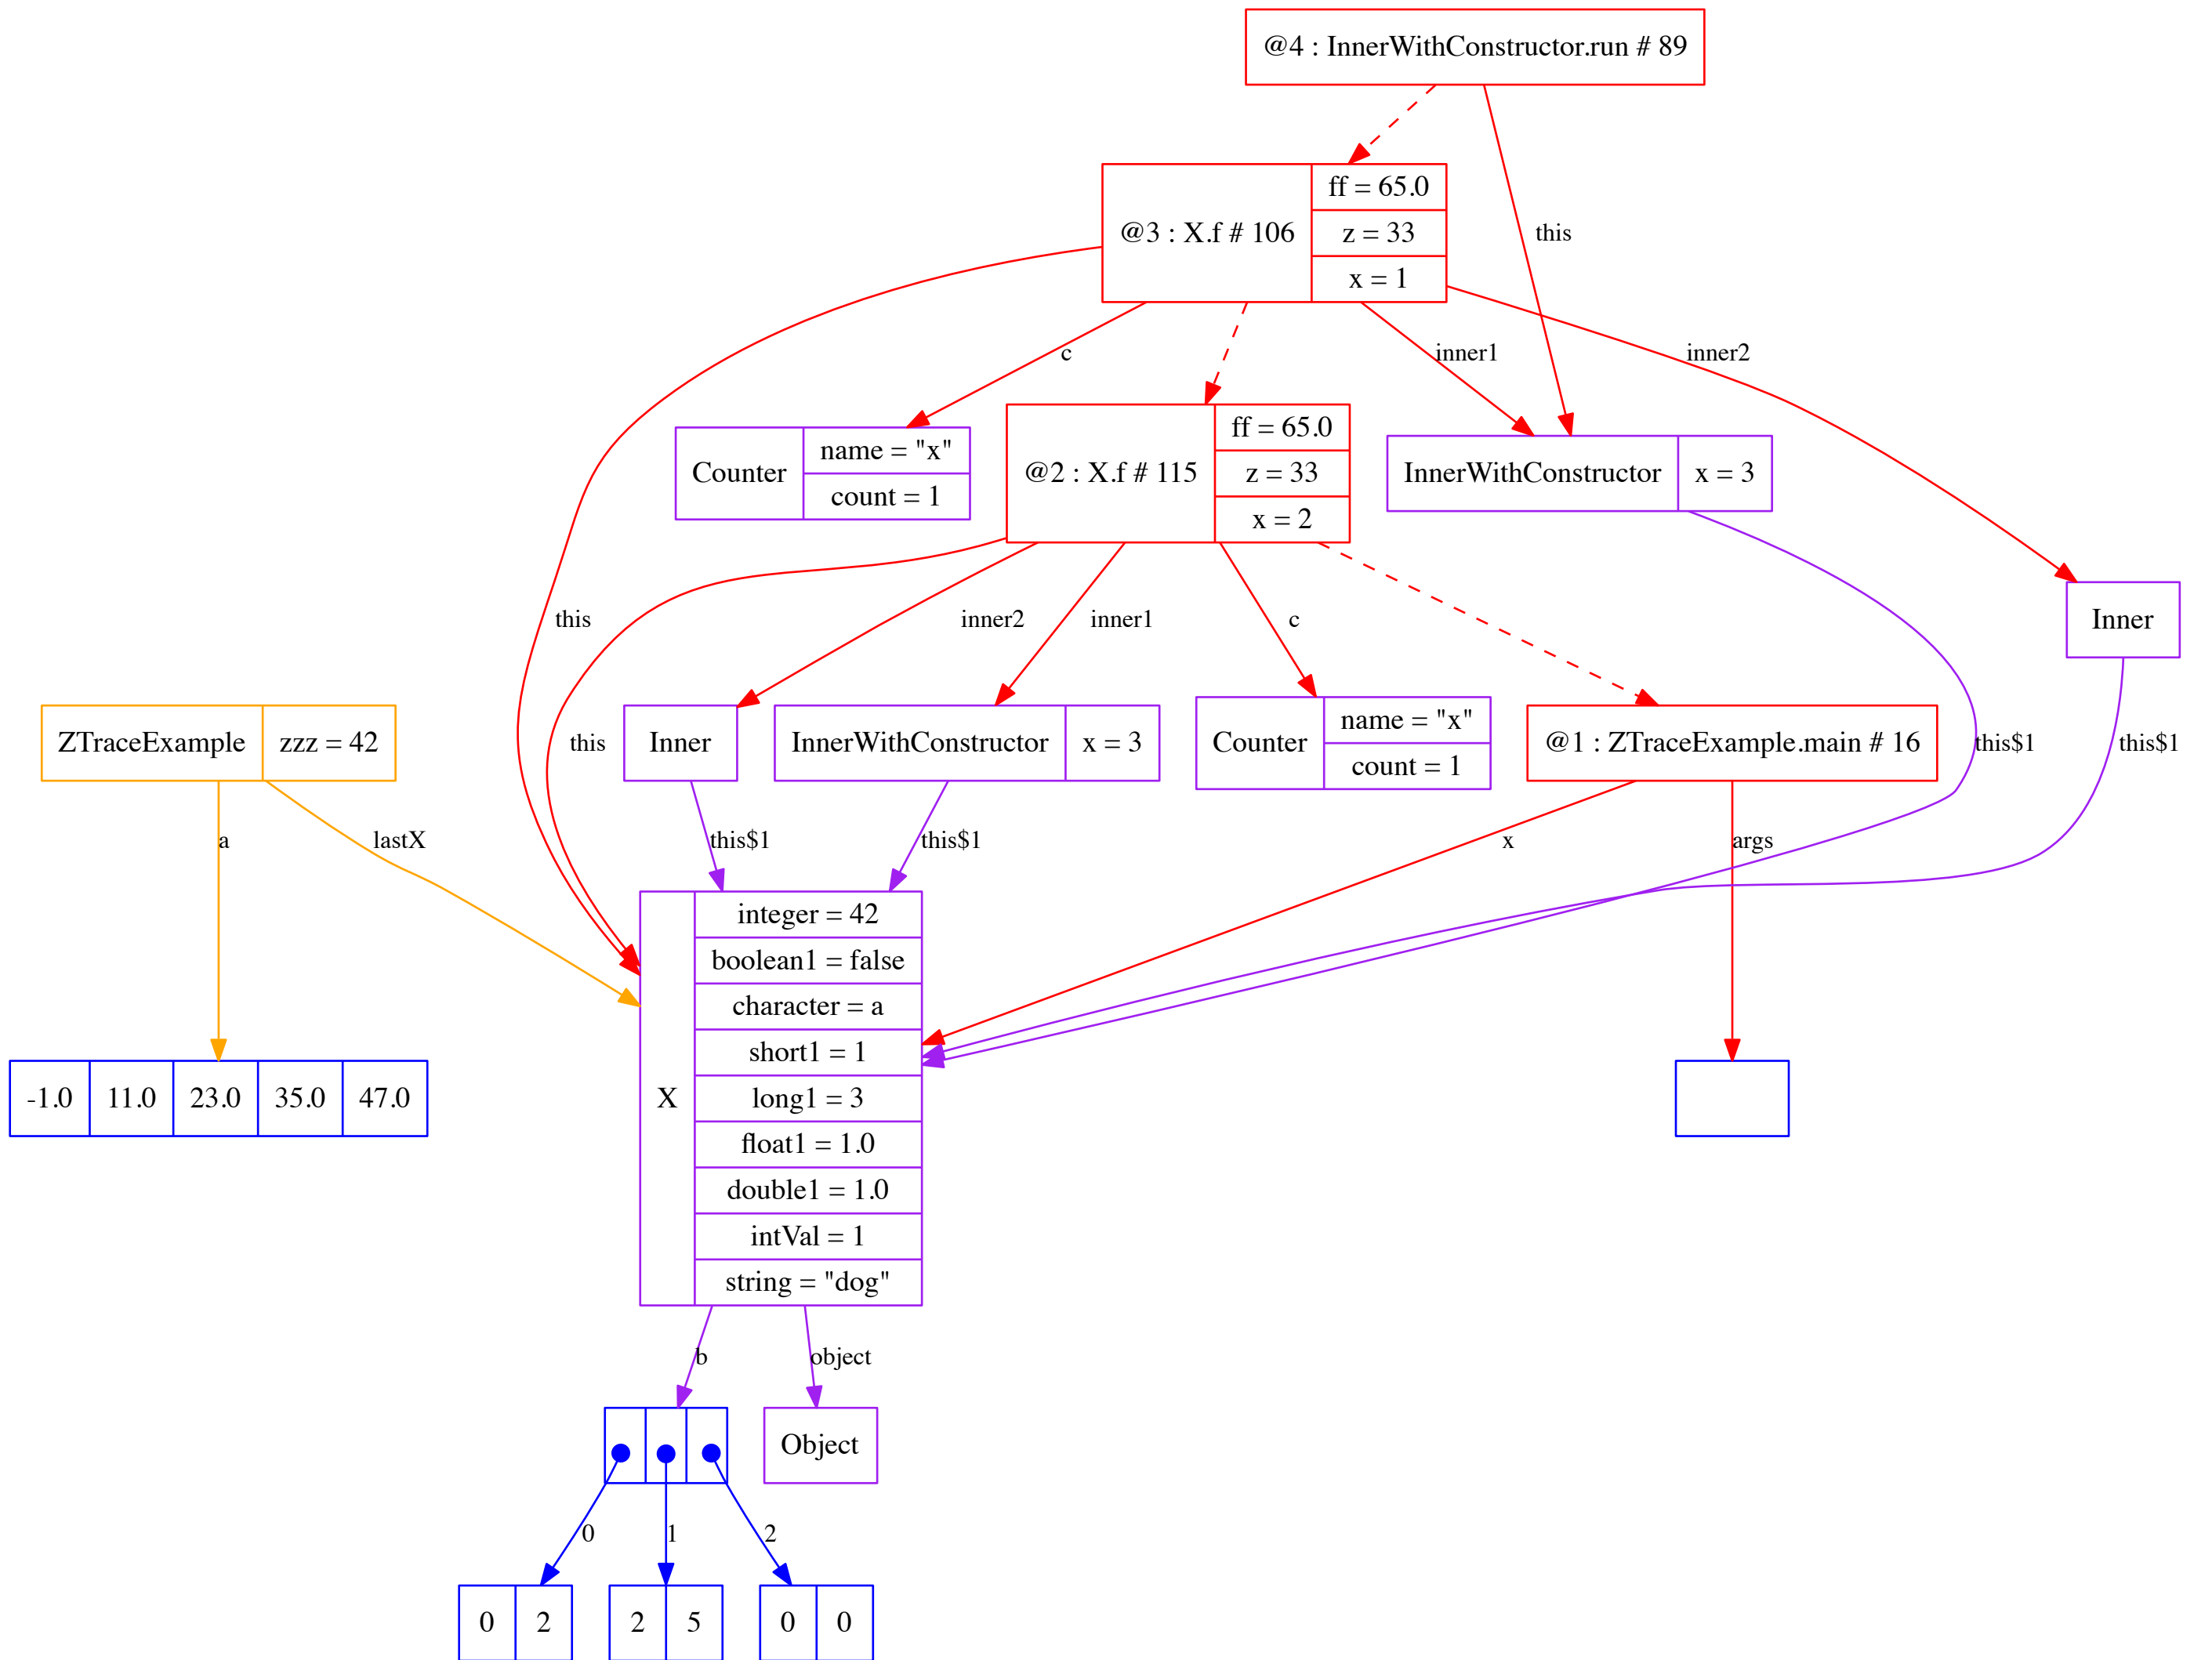 @4 : InnerWithConstructor.run # 89
@3 : X.f # 106
ff = 65.0
z = 33
x = 1
this
c
inner1
inner2
Counter
name = "x"
count = 1
@2 : X.f # 115
ff = 65.0
z = 33
x = 2
InnerWithConstructor
x = 3
this
inner2
inner1
c
Inner
ZTraceExample
zzz = 42
this
Inner
InnerWithConstructor
x = 3
Counter
name = "x"
count = 1
@1 : ZTraceExample.main # 16
this$1
this$1
a
lastX
this$1
this$1
x
args
X
integer = 42
boolean1 = false
character = a
short1 = 1
long1 = 3
float1 = 1.0
double1 = 1.0
intVal = 1
string = "dog"
-1.0
11.0
23.0
35.0
47.0
b
object
Object
0
1
2
0
2
2
5
0
0